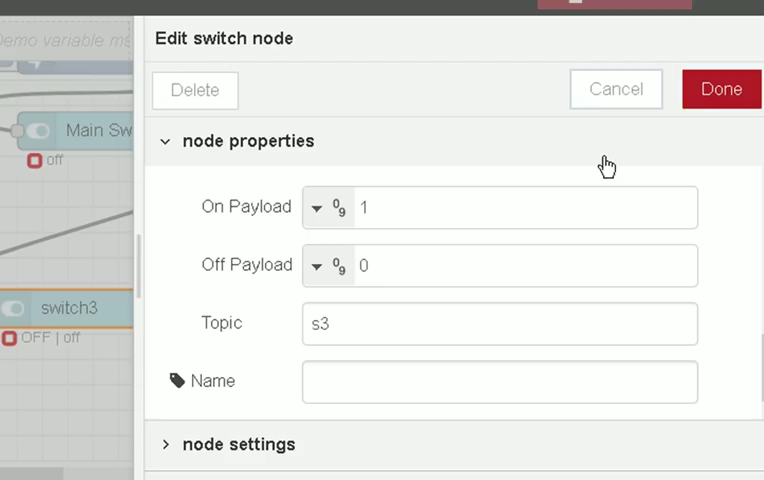 Edit switch node
Demo variable ms
Delete
Cancel
Done
Main Sw
off
node properties
On Payload 0 9 1
Off Payload 0 9 0
switch3
OFF | off
Topic s3
Name
node settings